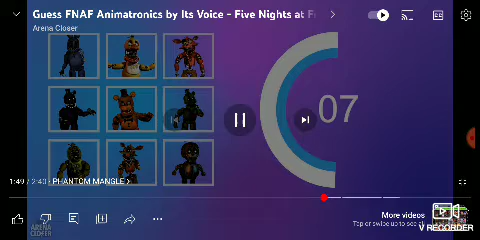 Guess FNAF Animatronics by Its Voice - Five Nights at F
Arena Closer
07
1:49 / 2:40 · PHANTOM MANGLE
More videos
Tap or swipe up to see all
ARENA CLOSER
V RECORDER